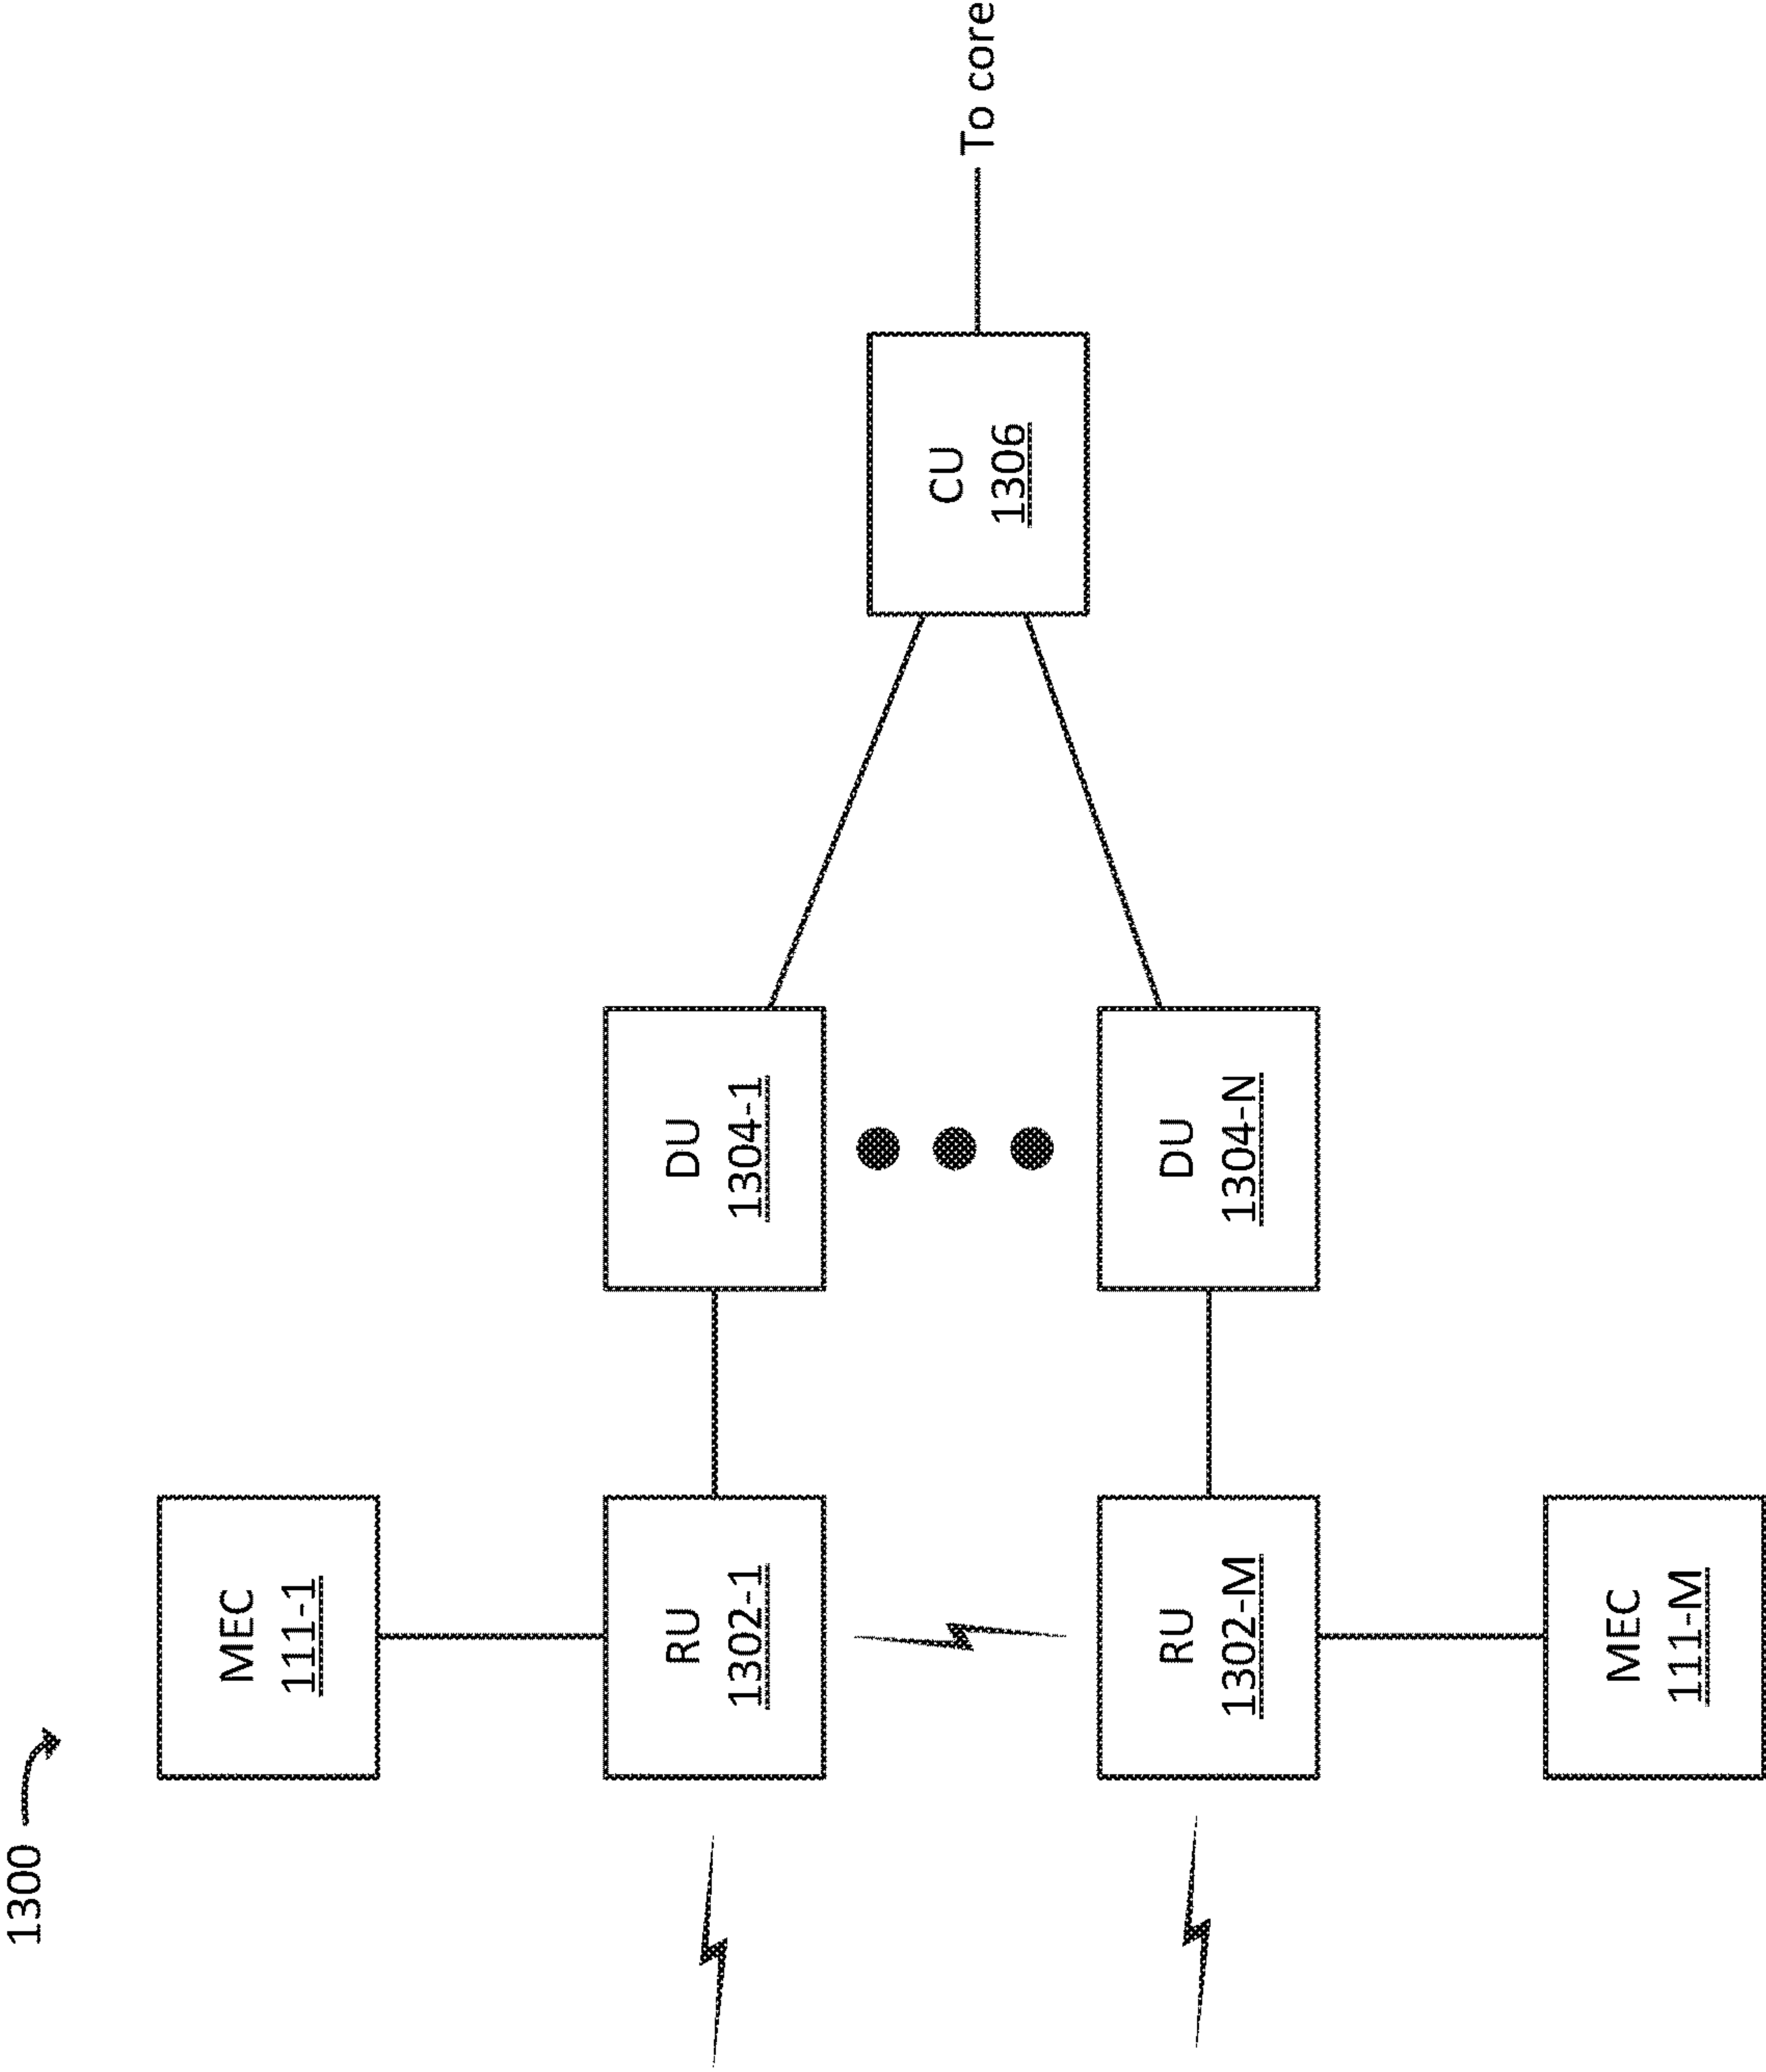 1300
MEC
111-1
RU
1302-1
DU
1304-1
CU
1306
To core
RU
1302-M
DU
1304-N
MEC
111-M